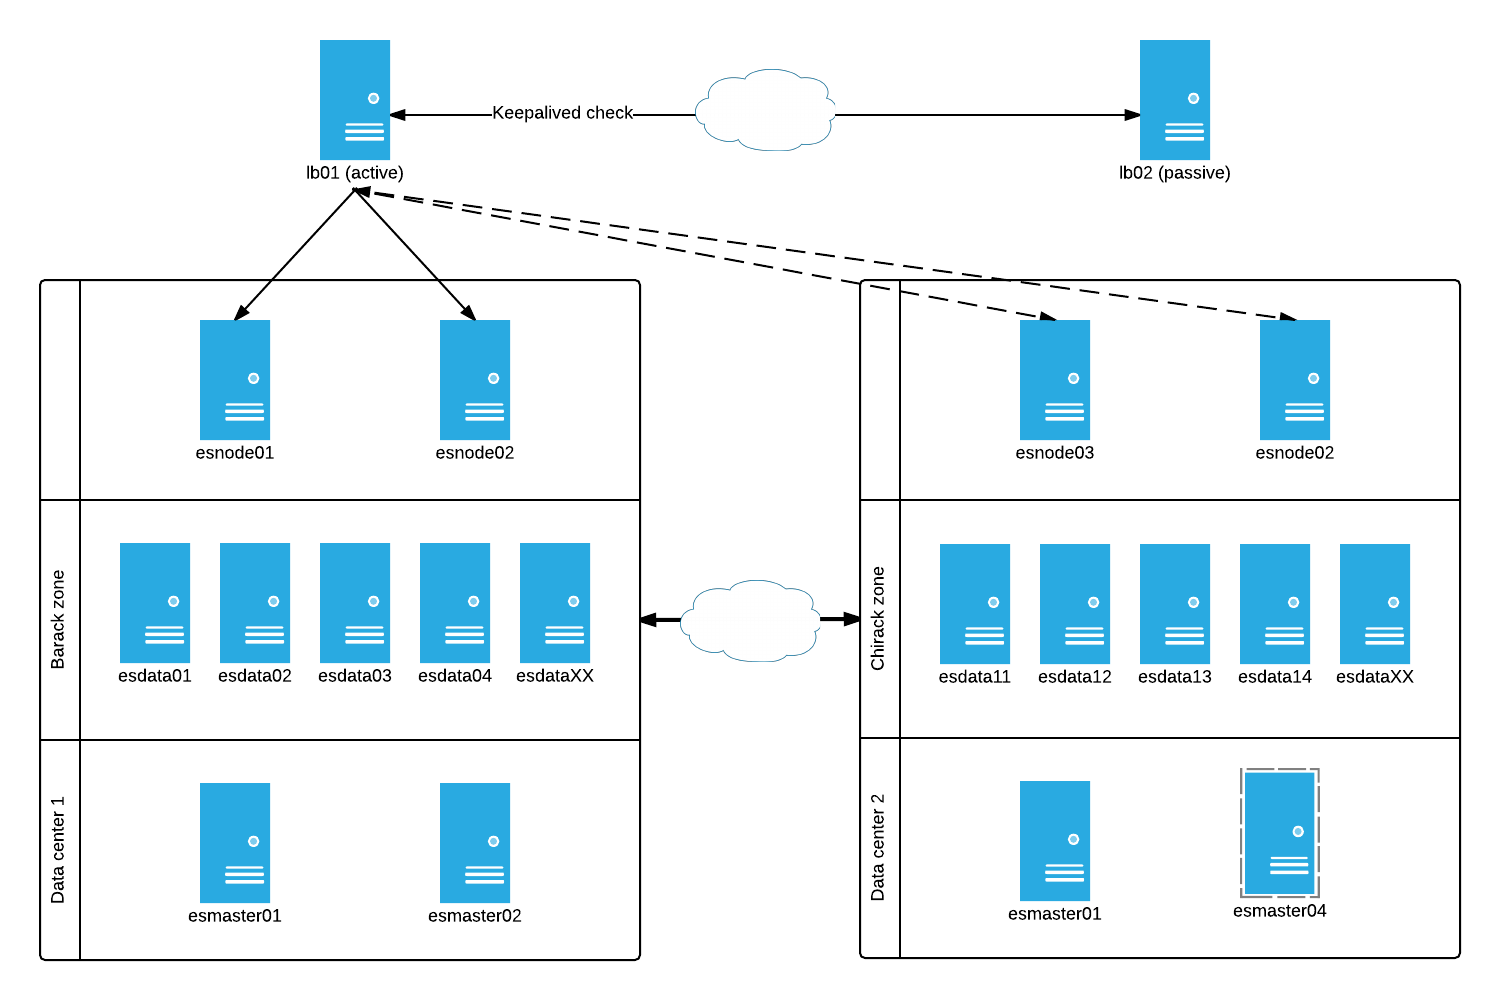 Keepalived check
lb01 (active)
lb02 (passive)
esnode01
esnode02
esnode03
esnode02
Barack zone
esdata01
esdata02
esdata03
esdata04
esdataXX
Chirack zone
esdata11
esdata12
esdata13
esdata14
esdataXX
Data center 1
esmaster01
esmaster02
Data center 2
esmaster01
esmaster04